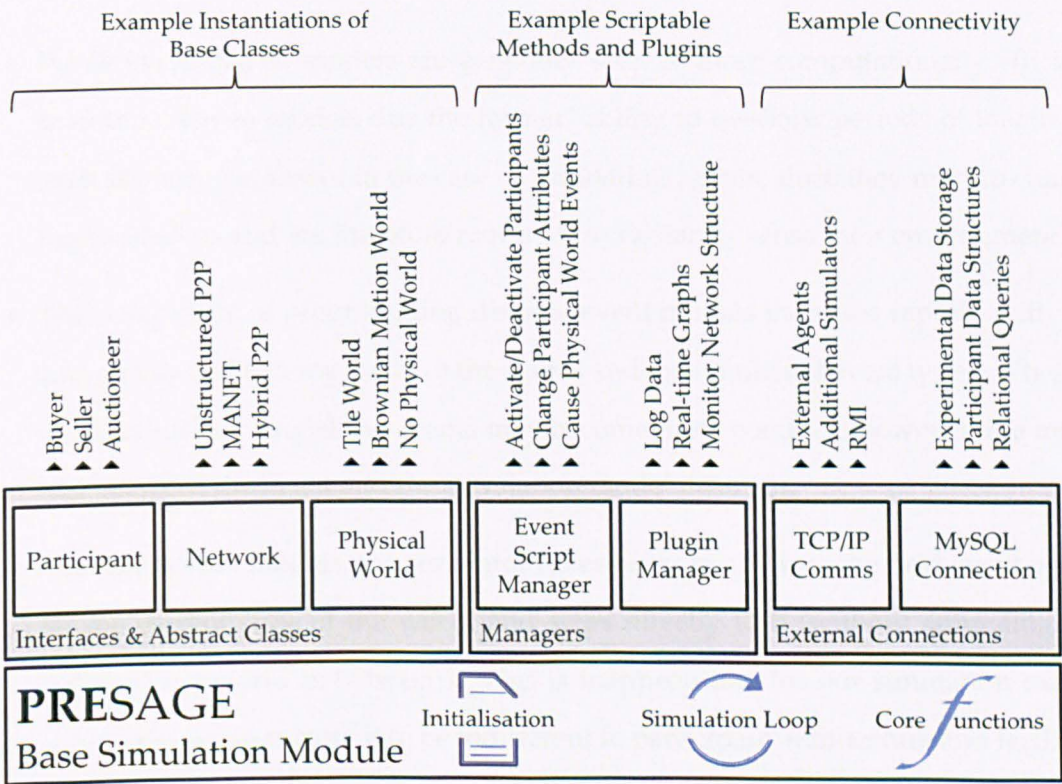 Example Instantiations of
Base Classes
Example Scriptable
Methods and Plugins
Example Connectivity
Buyer
Seller
Auctioneer
Unstructured P2P
MANET
Hybrid P2P
Tile World
Brownian Motion World
No Physical World
Activate/Deactivate Participants
Change Participant Attributes
Cause Physical World Events
Log Data
Real-time Graphs
Monitor Network Structure
External Agents
Additional Simulators
RMI
Experimental Data Storage
Participant Data Structures
Relational Queries
Participant
Network
Physical
World
Interfaces & Abstract Classes
Event
Script
Manager
Plugin
Manager
Managers
TCP/IP
Comms
MySQL
Connection
External Connections
PRESAGE
Base Simulation Module
Initialisation
Simulation Loop
Core functions